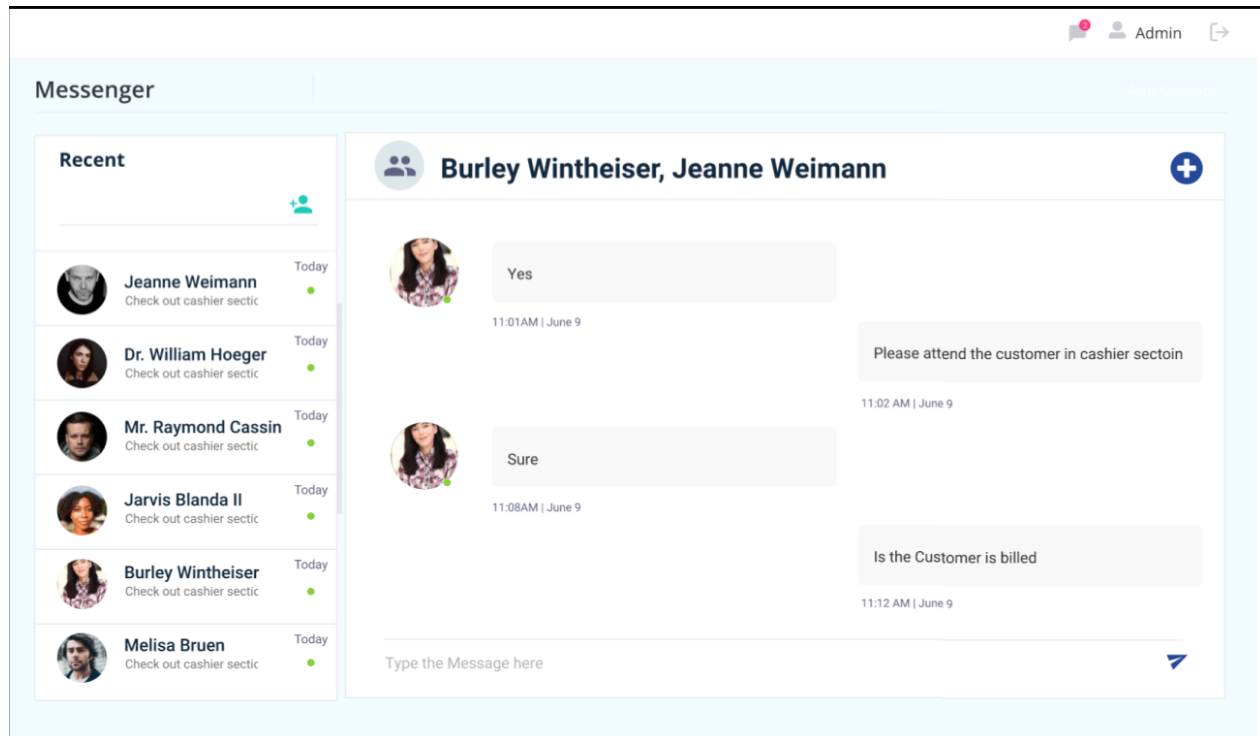 2
Admin
Messenger
Recent
Jeanne Weimann
Today
Check out cashier sectic
Dr. William Hoeger
Today
Check out cashier sectic
Mr. Raymond Cassin
Today
Check out cashier sectic
Jarvis Blanda II
Today
Check out cashier sectic
Burley Wintheiser
Today
Check out cashier sectic
Melisa Bruen
Today
Check out cashier sectic
Burley Wintheiser, Jeanne Weimann
Yes
11:01AM | June 9
Please attend the customer in cashier sectoin
11:02 AM | June 9
Sure
11:08AM | June 9
Is the Customer is billed
11:12 AM | June 9
Type the Message here